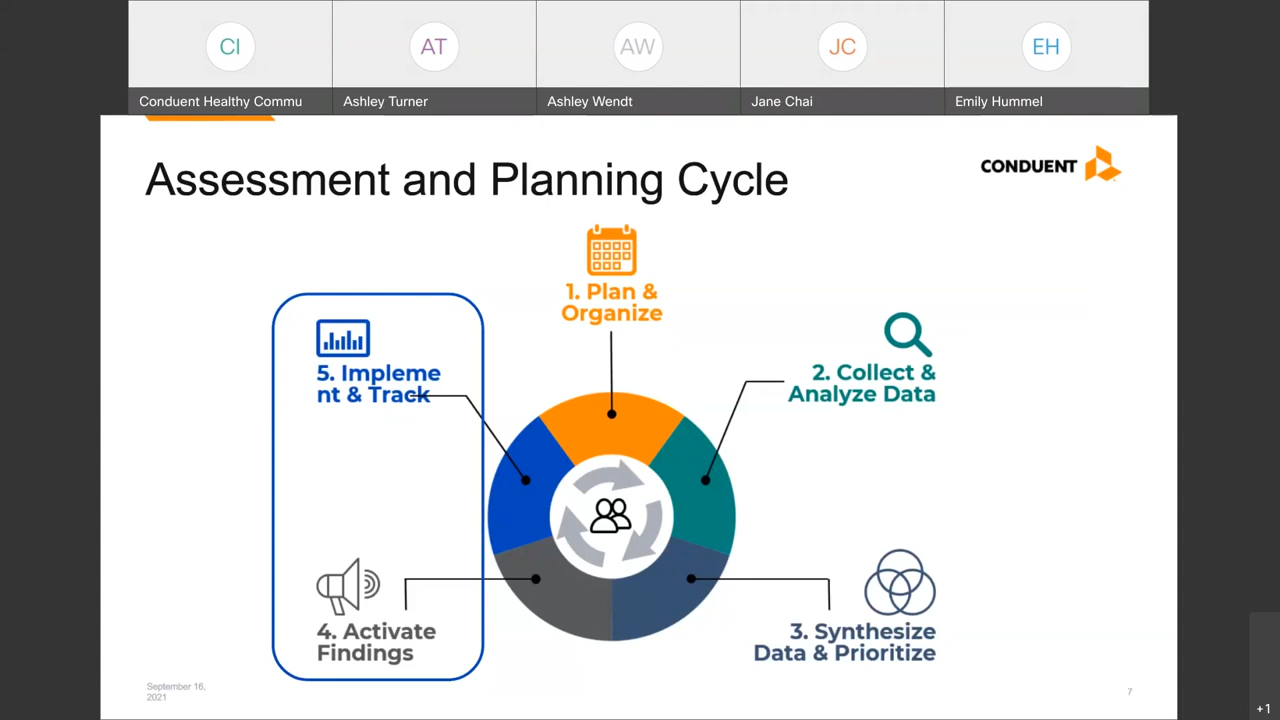 CI
AT
AW
JC
EH
Conduent Healthy Commu
Ashley Turner
Ashley Wendt
Jane Chai
Emily Hummel
Assessment and Planning Cycle
CONDUENT
1. Plan &
Organize
5. Impleme
nt & Track
2. Collect &
Analyze Data
4. Activate
Findings
3. Synthesize
Data & Prioritize
September 16,
2021
7
+1